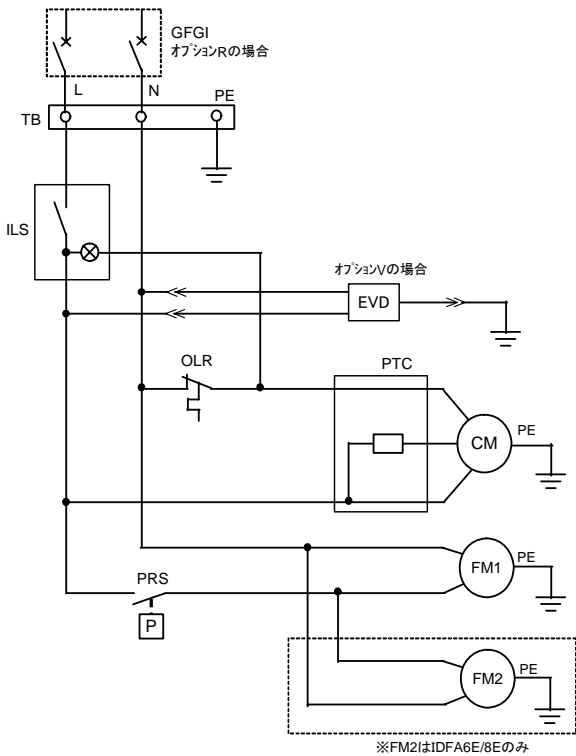 GFGI
オプションRの場合
L
N
PE
TB
ILS
オプションVの場合
EVD
OLR
PTC
CM
PE
PRS
P
FM1
PE
FM2
PE
※FM2はIDFA6E/8Eのみ